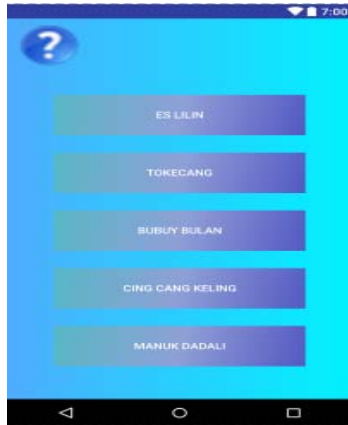 7:00
?
ES LILIN
TOKECANG
BUBUY BULAN
CING CANG KELING
MANUK DADALI